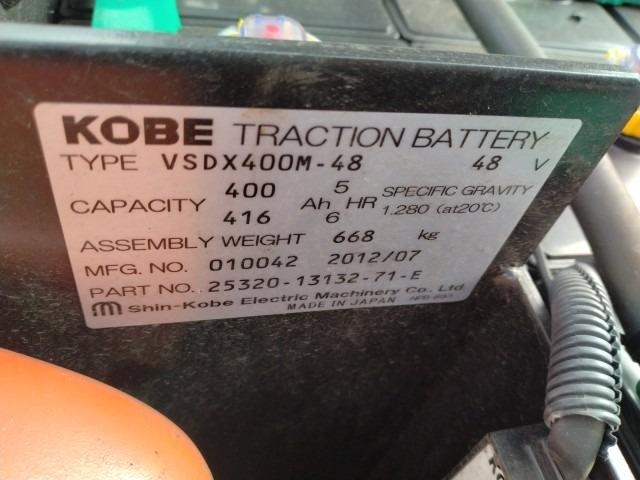 KOBE TRACTION BATTERY
TYPE VSDX400M-48 48 V
CAPACITY 400 Ah 5 HR SPECIFIC GRAVITY
416 6 1.280 (at20℃)
ASSEMBLY WEIGHT 668 kg
MFG. NO. 010042 2012/07
PART NO. 25320-13132-71-E
Shin-Kobe Electric Machinery Co., Ltd.
MADE IN JAPAN